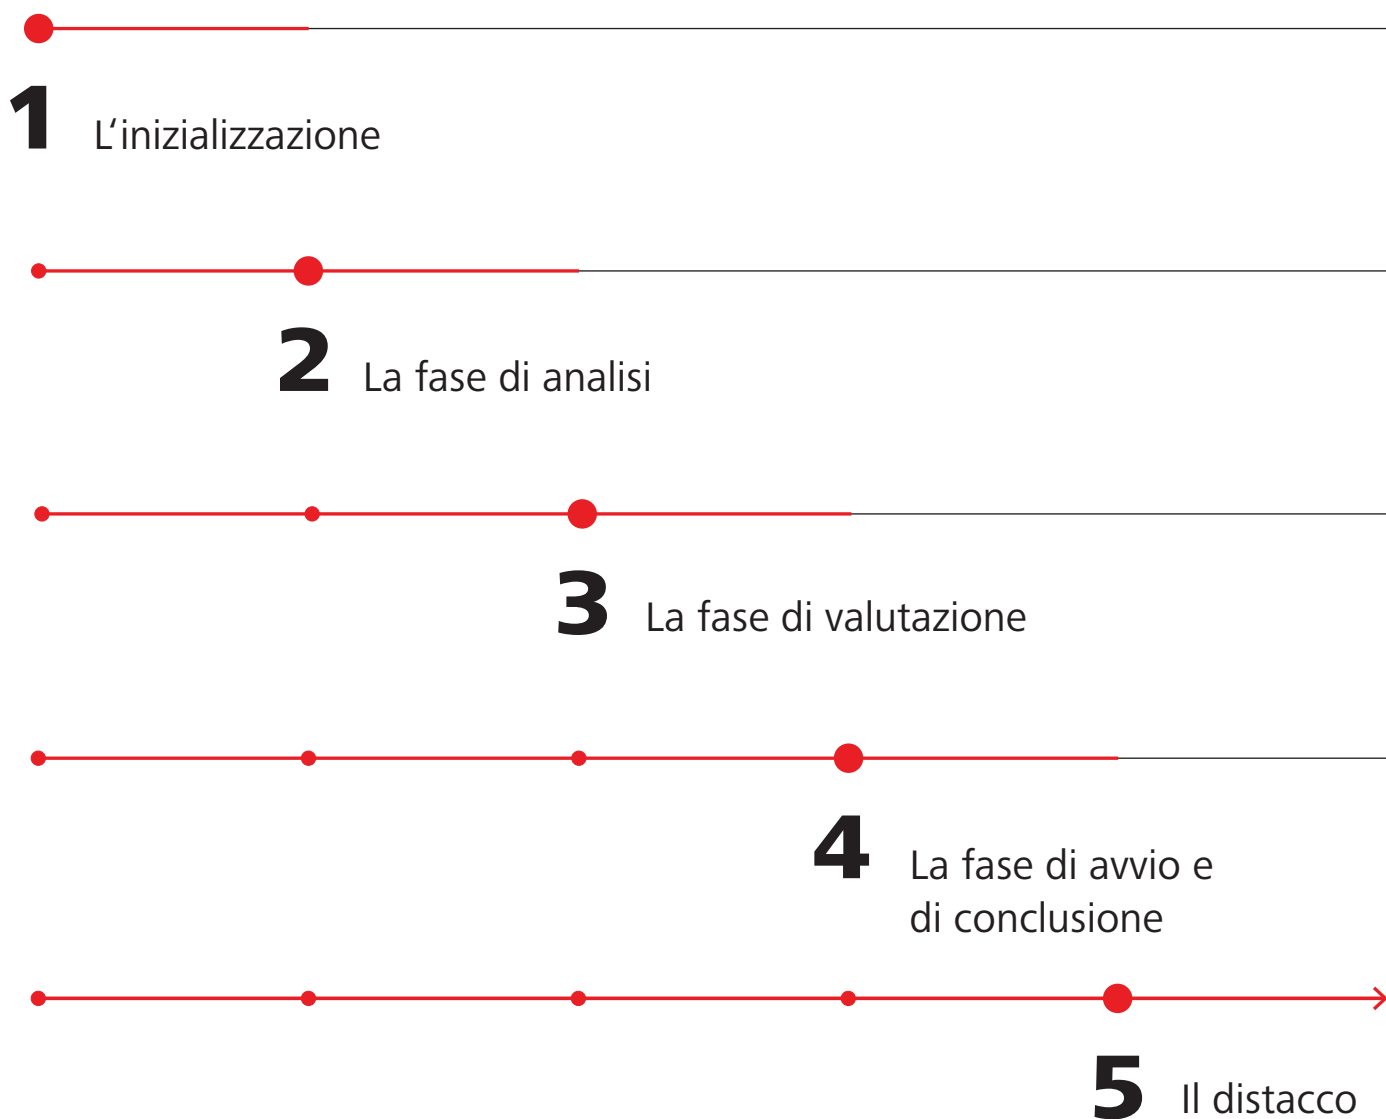 1 L‘inizializzazione
2 La fase di analisi
3 La fase di valutazione
4 La fase di avvio e
di conclusione
5 Il distacco